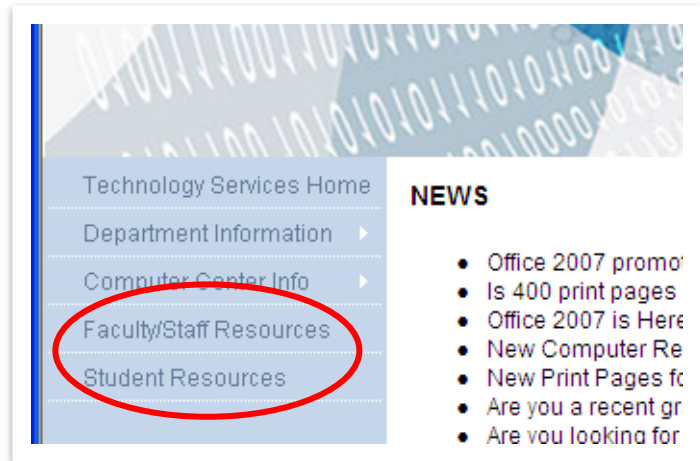 Technology Services Home
Department Information
Computer Center Info
Faculty/Staff Resources
Student Resources
NEWS
Office 2007
Is 400 print pages
Office 2007 is Here
New Computer
New Print Pages
Are you a recent
Are you looking for